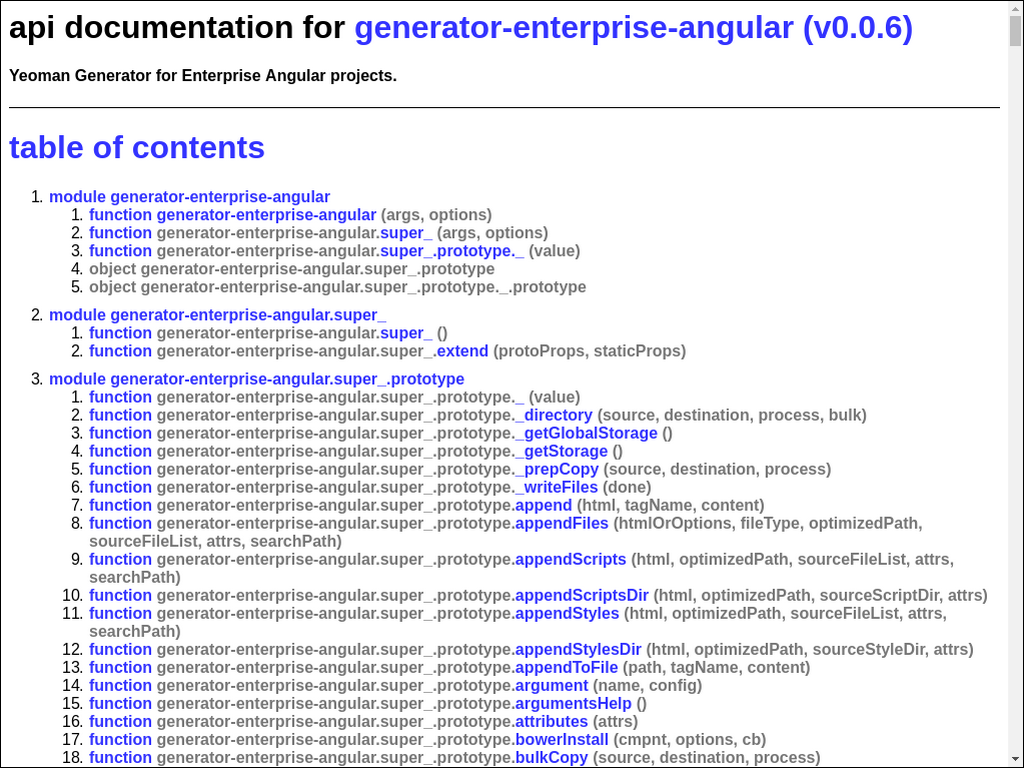 api documentation for generator-enterprise-angular (v0.0.6)
Yeoman Generator for Enterprise Angular projects.
table of contents
1. module generator-enterprise-angular
1. function generator-enterprise-angular (args, options)
2. function generator-enterprise-angular.super_ (args, options)
3. function generator-enterprise-angular.super_.prototype._ (value)
4. object generator-enterprise-angular.super_.prototype
5. object generator-enterprise-angular.super_.prototype._.prototype
2. module generator-enterprise-angular.super_
1. function generator-enterprise-angular.super_ ()
2. function generator-enterprise-angular.super_.extend (protoProps, staticProps)
3. module generator-enterprise-angular.super_.prototype
1. function generator-enterprise-angular.super_.prototype._ (value)
2. function generator-enterprise-angular.super_.prototype._directory (source, destination, process, bulk)
3. function generator-enterprise-angular.super_.prototype._getGlobalStorage ()
4. function generator-enterprise-angular.super_.prototype._getStorage ()
5. function generator-enterprise-angular.super_.prototype._prepCopy (source, destination, process)
6. function generator-enterprise-angular.super_.prototype._writeFiles (done)
7. function generator-enterprise-angular.super_.prototype.append (html, tagName, content)
8. function generator-enterprise-angular.super_.prototype.appendFiles (htmlOrOptions, fileType, optimizedPath,
sourceFileList, attrs, searchPath)
9. function generator-enterprise-angular.super_.prototype.appendScripts (html, optimizedPath, sourceFileList, attrs,
searchPath)
10. function generator-enterprise-angular.super_.prototype.appendScriptsDir (html, optimizedPath, sourceScriptDir, attrs)
11. function generator-enterprise-angular.super_.prototype.appendStyles (html, optimizedPath, sourceFileList, attrs,
searchPath)
12. function generator-enterprise-angular.super_.prototype.appendStylesDir (html, optimizedPath, sourceStyleDir, attrs)
13. function generator-enterprise-angular.super_.prototype.appendToFile (path, tagName, content)
14. function generator-enterprise-angular.super_.prototype.argument (name, config)
15. function generator-enterprise-angular.super_.prototype.argumentsHelp ()
16. function generator-enterprise-angular.super_.prototype.attributes (attrs)
17. function generator-enterprise-angular.super_.prototype.bowerInstall (cmpnt, options, cb)
18. function generator-enterprise-angular.super_.prototype.bulkCopy (source, destination, process)